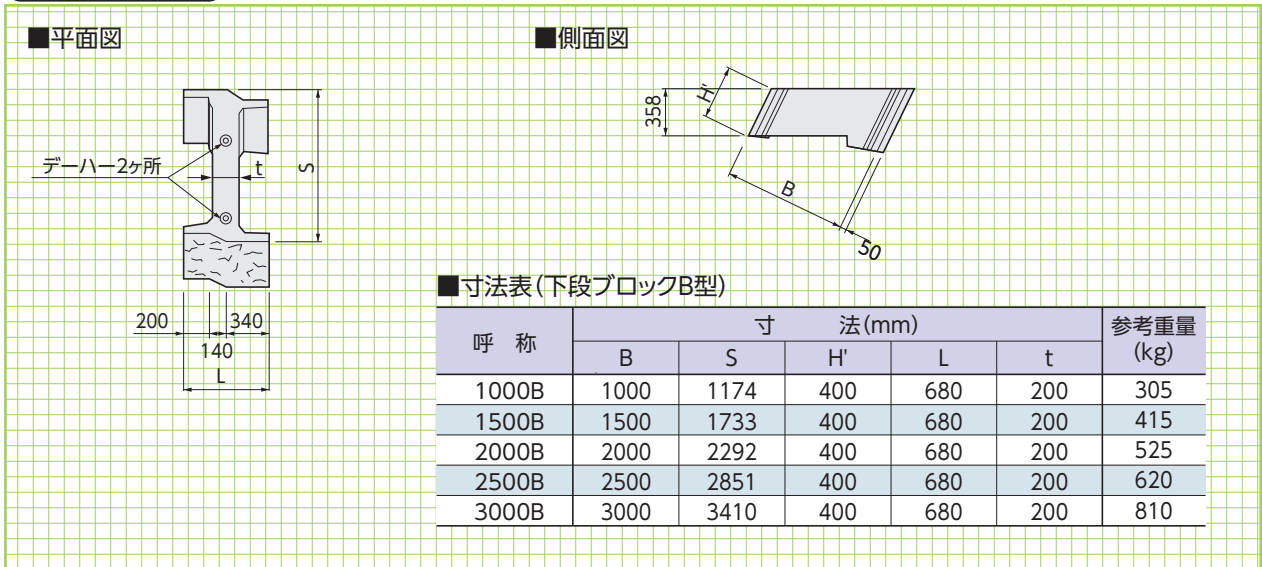 ■平面図
デーハー2ヶ所
t
S
200
340
140
L
■側面図
H'
358
B
50
■寸法表(下段ブロックB型)
呼 称 寸 法(mm) 参考重量(kg)
B S H' L t
1000B 1000 1174 400 680 200 305
1500B 1500 1733 400 680 200 415
2000B 2000 2292 400 680 200 525
2500B 2500 2851 400 680 200 620
3000B 3000 3410 400 680 200 810